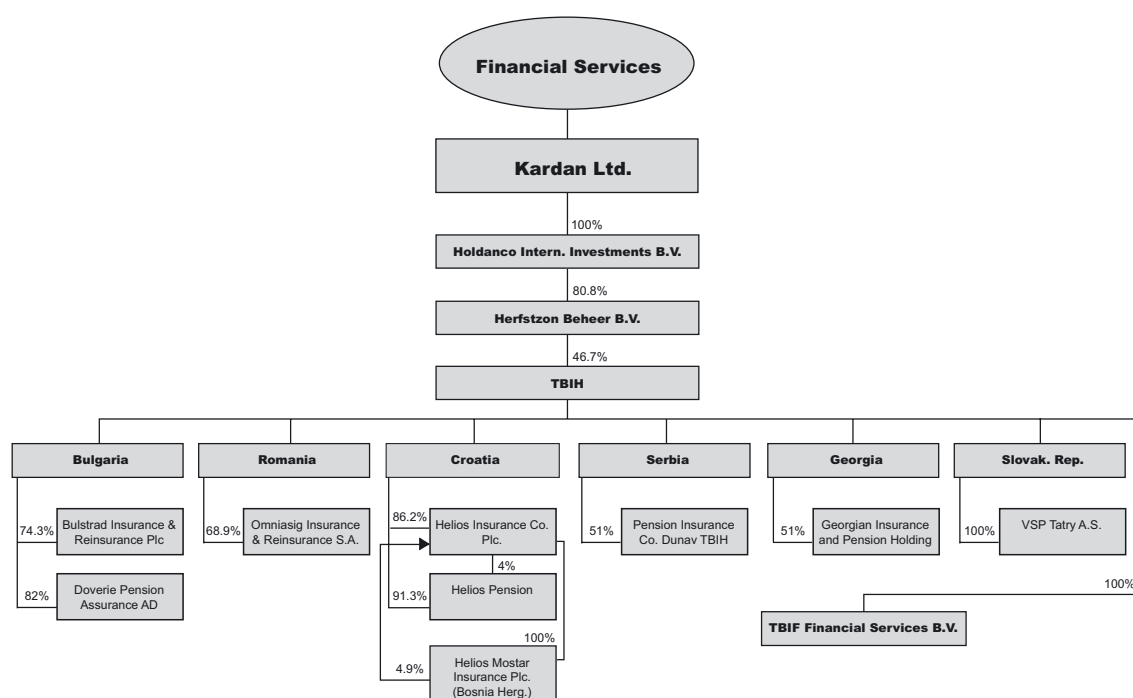 Financial Services
Kardan Ltd.
100%
Holdanco Intern. Investments B.V.
80.8%
Herfstzon Beheer B.V.
46.7%
TBIH
Bulgaria
Romania
Croatia
Serbia
Georgia
Slovak. Rep.
74.3%
Bulstrad Insurance &
Reinsurance Plc
68.9%
Omniasig Insurance
& Reinsurance S.A.
86.2%
Helios Insurance Co.
Plc.
51%
Pension Insurance
Co. Dunav TBIH
51%
Georgian Insurance
and Pension Holding
100%
VSP Tatry A.S.
4%
82%
Doverie Pension
Assurance AD
91.3%
Helios Pension
100%
TBIF Financial Services B.V.
100%
4.9%
Helios Mostar
Insurance Plc.
(Bosnia Herg.)